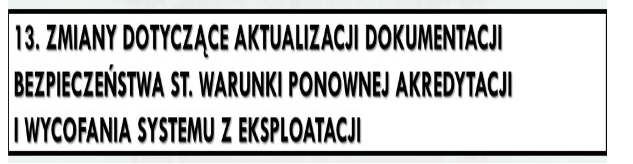 13. ZMIANY DOTYCZĄCE AKTUALIZACJI DOKUMENTACJI
BEZPIECZEŃSTWA ST. WARUNKI PONOWNEJ AKREDYTACJI
I WYCOFANIA SYSTEMU Z EKSPLOATACJI